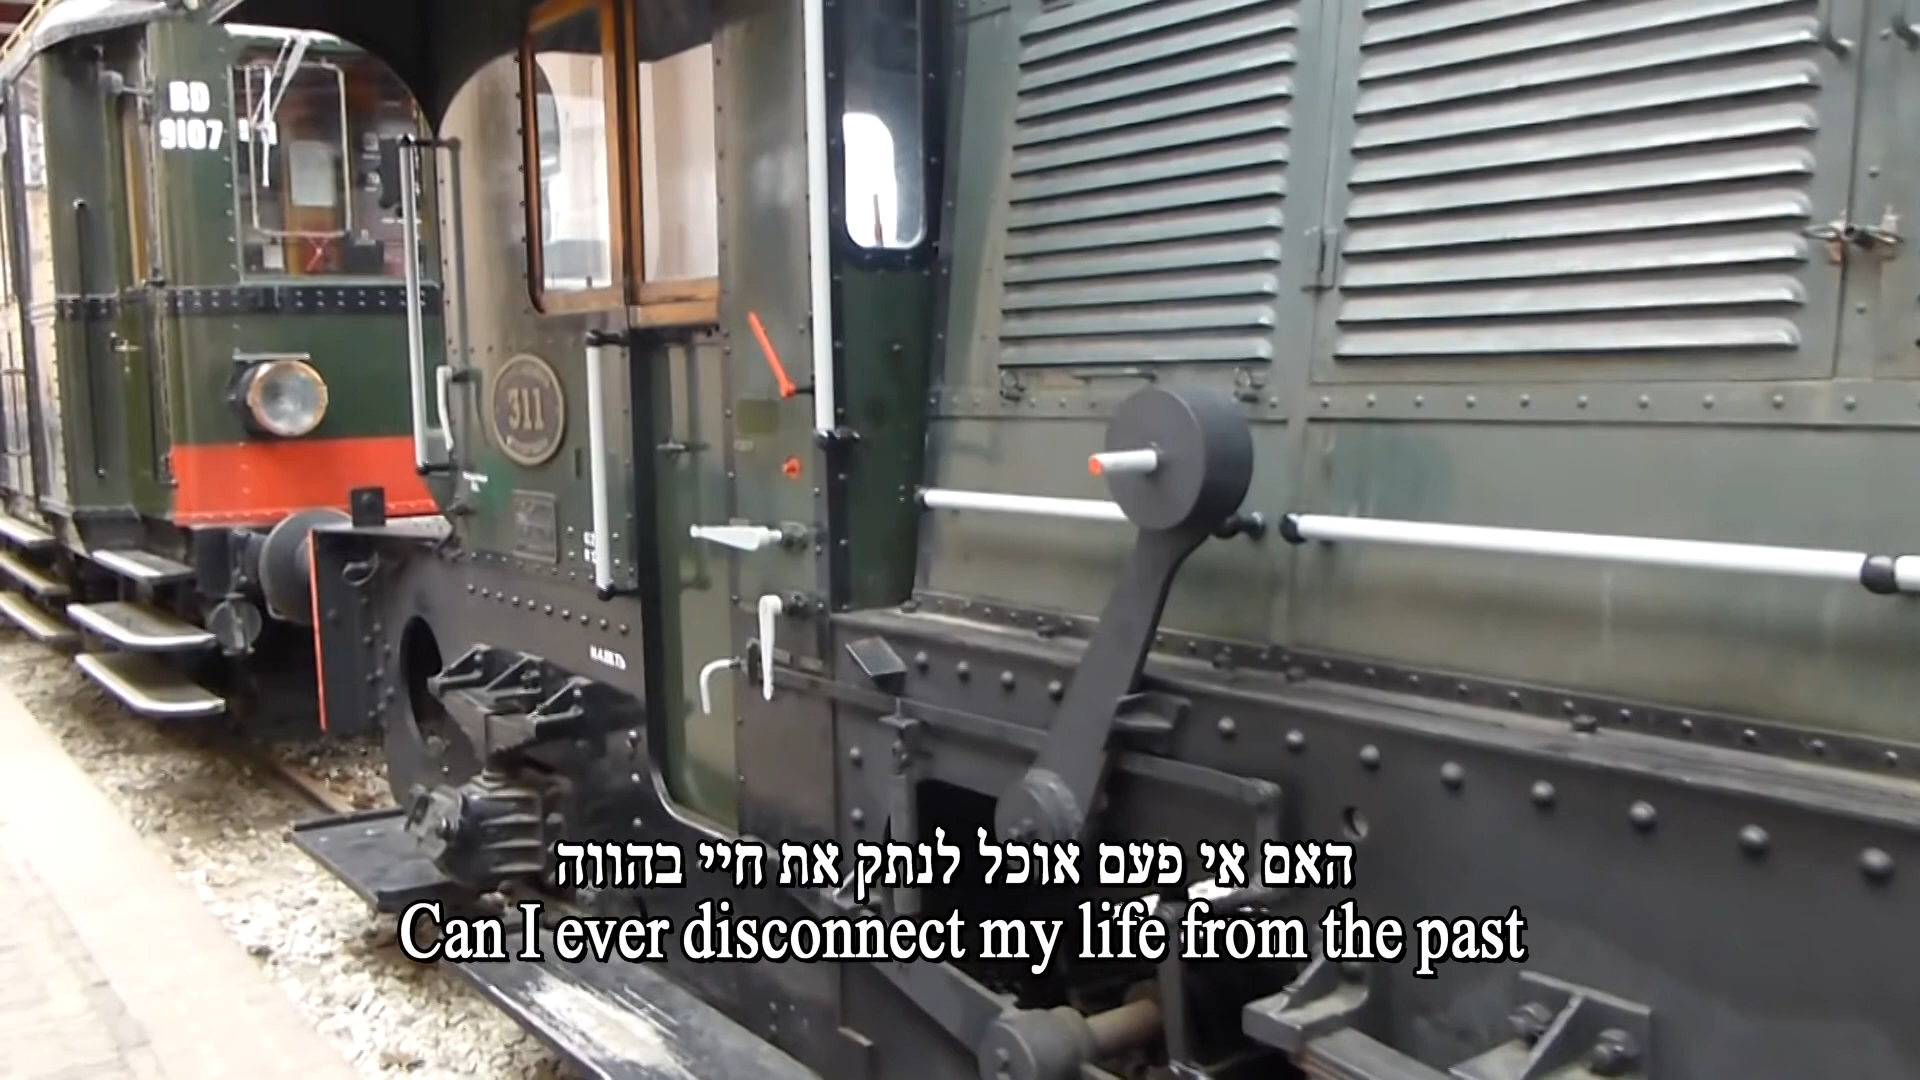 BD
9107
311
האם אי פעם אוכל לנתק את חיי בהווה
Can I ever disconnect my life from the past